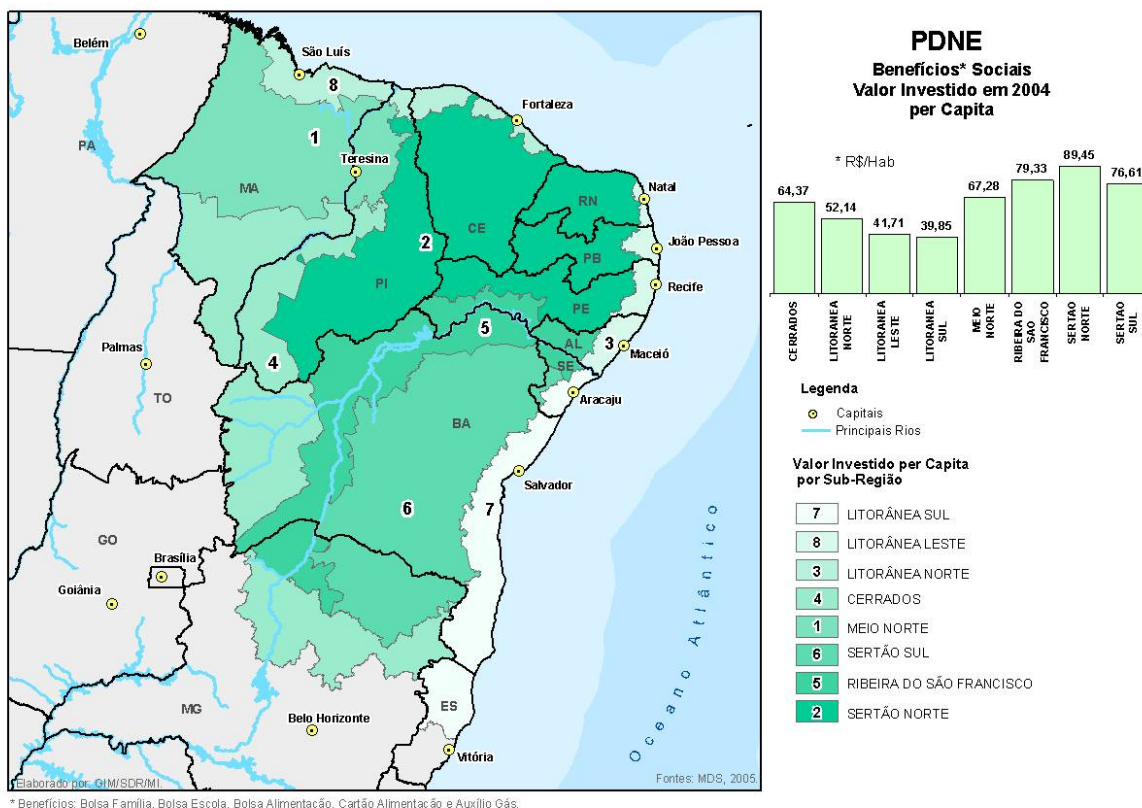 Belém
São Luís
8
Fortaleza
1
PA
Teresina
MA
Natal
RN
CE
2
João Pessoa
PB
PI
Recife
PE
5
AL
3
Maceió
Palmas
4
SE
TO
Aracaju
BA
Salvador
6
7
GO
Brasília
Goiânia
ES
MG
Belo Horizonte
Vitória
Oceano Atlântico
Elaborado por: GIM/SDR/MI.
Fontes: MDS, 2005.
* Benefícios: Bolsa Família, Bolsa Escola, Bolsa Alimentação, Cartão Alimentação e Auxílio Gás.
PDNE
Benefícios* Sociais
Valor Investido em 2004
per Capita
* R$/Hab
64,37
52,14
41,71
39,85
67,28
79,33
89,45
76,61
CERRADOS
LITORANEA
NORTE
LITORANEA
LESTE
LITORANEA
SUL
MEIO
NORTE
RIBEIRA DO
SÃO
FRANCISCO
SERTAO
NORTE
SERTAO
SUL
Legenda
Capitais
Principais Rios
Valor Investido per Capita
por Sub-Região
7 LITORÂNEA SUL
8 LITORÂNEA LESTE
3 LITORÂNEA NORTE
4 CERRADOS
1 MEIO NORTE
6 SERTÃO SUL
5 RIBEIRA DO SÃO FRANCISCO
2 SERTÃO NORTE